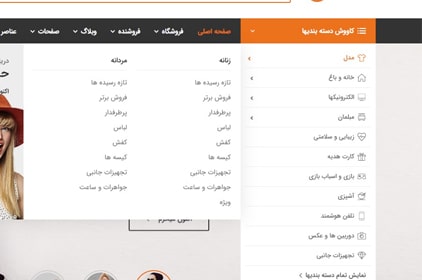 کاووش دسته بندیها
صفحه اصلی
فروشگاه
فروشنده
وبلاگ
صفحات
عناصر
مدل
خانه و باغ
الکترونیکها
مبلمان
زیبایی و سلامتی
کارت هدیه
بازی و اسباب بازی
آشپزی
تلفن هوشمند
دوربین ها و عکس
تجهیزات جانبی
نمایش تمام دسته بندیها
زنانه
تازه رسیده ها
فروش برتر
پرطرفدار
لباس
کفش
کیسه ها
تجهیزات جانبی
جواهرات و ساعت
ویژه
مردانه
تازه رسیده ها
فروش برتر
پرطرفدار
لباس
کفش
کیسه ها
تجهیزات جانبی
جواهرات و ساعت